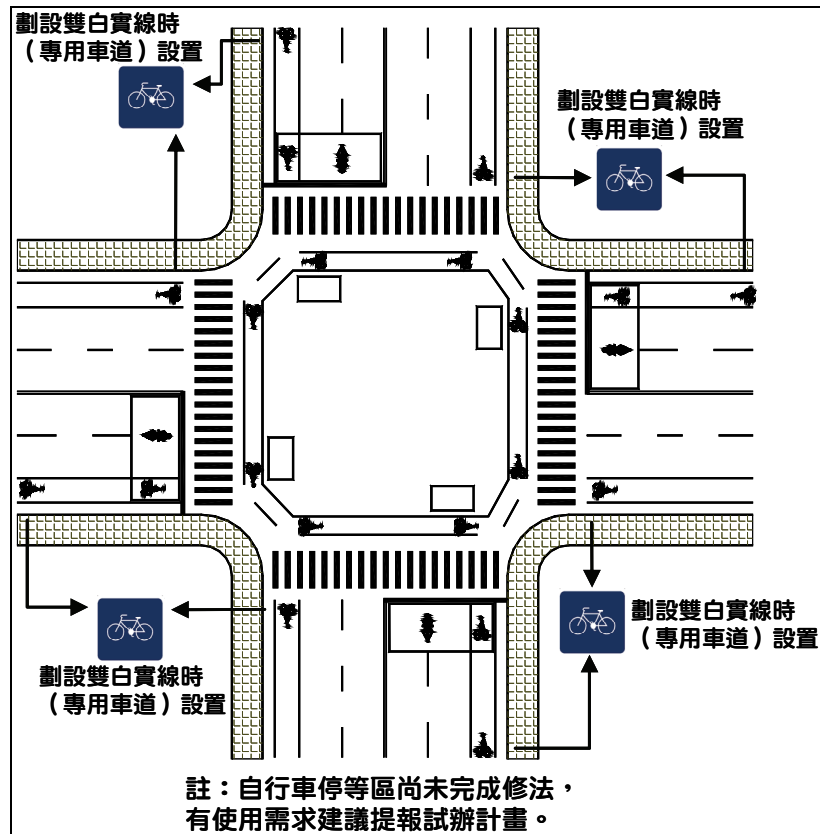 劃設雙白實線時
（專用車道）設置
劃設雙白實線時
（專用車道）設置
劃設雙白實線時
（專用車道）設置
劃設雙白實線時
（專用車道）設置
註：自行車停等區尚未完成修法，
有使用需求建議提報試辦計畫。